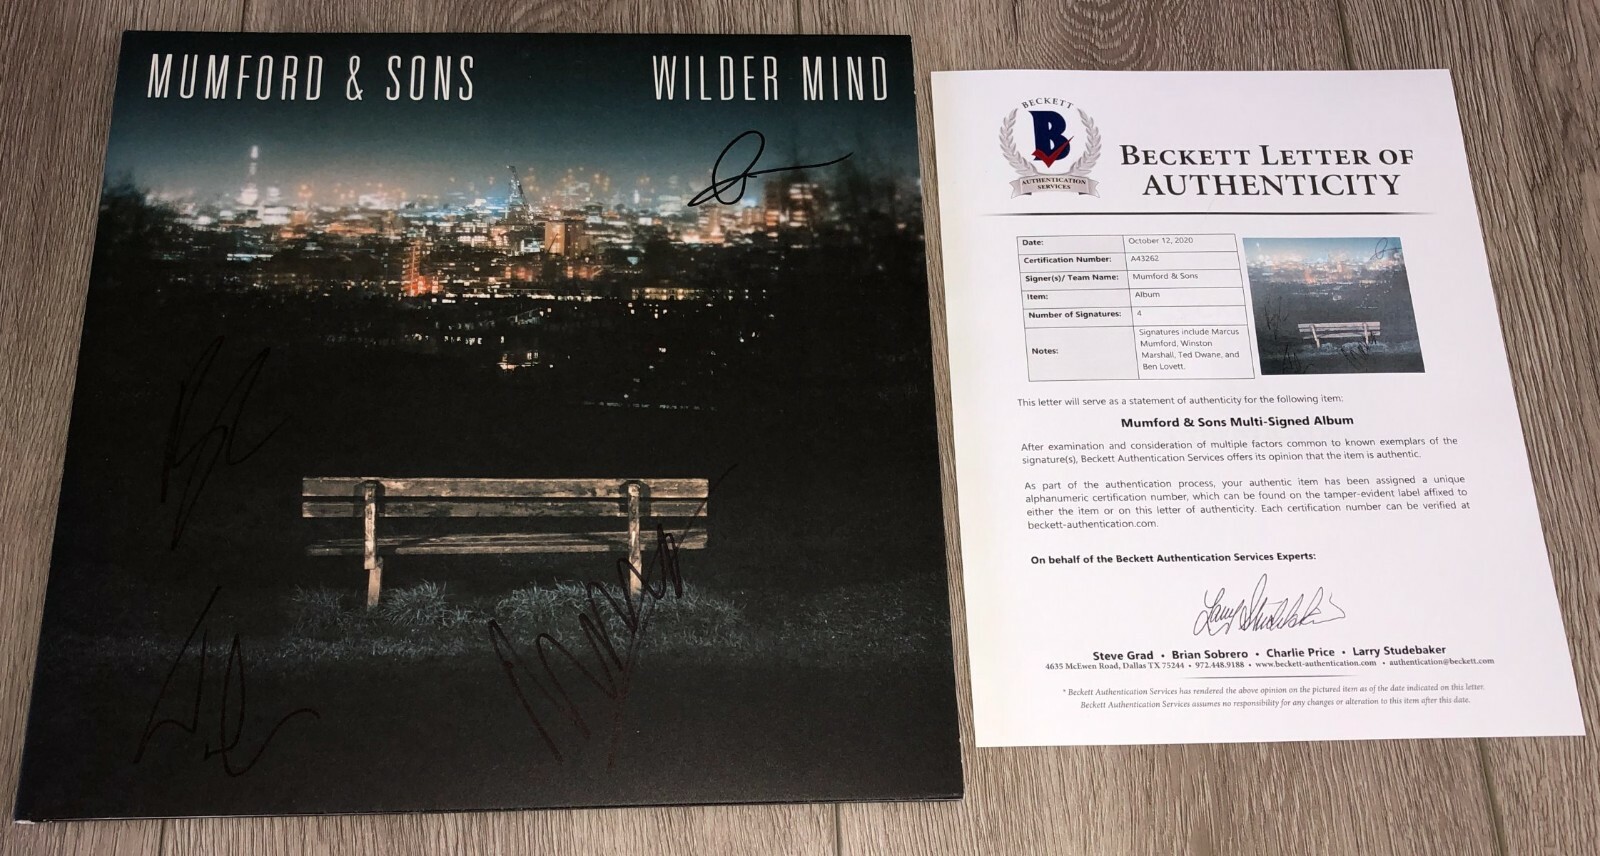 MUMFORD & SONS WILDER MIND
BECKETT
B
AUTHENTICATION
SERVICES
BECKETT LETTER OF
AUTHENTICITY
Date: October 12, 2020
Certification Number: A43262
Signer(s)/ Team Name: Mumford & Sons
Item: Album
Number of Signatures: 4
Notes: Signatures include Marcus
Mumford, Winston
Marshall, Ted Dwane, and
Ben Lovett.
This letter will serve as a statement of authenticity for the following item:
Mumford & Sons Multi-Signed Album
After examination and consideration of multiple factors common to known exemplars of the
signature(s), Beckett Authentication Services offers its opinion that the item is authentic.
As part of the authentication process, your authentic item has been assigned a unique
alphanumeric certification number, which can be found on the tamper-evident label affixed to
either the item or on this letter of authenticity. Each certification number can be verified at
beckett-authentication.com.
On behalf of the Beckett Authentication Services Experts:
Larry Studebaker
Steve Grad • Brian Sobrero • Charlie Price • Larry Studebaker
4635 McEwen Road, Dallas TX 75244 • 972.448.9188 • www.beckett-authentication.com • authentication@beckett.com
* Beckett Authentication Services has rendered the above opinion on the pictured item as of the date indicated on this letter.
Beckett Authentication Services assumes no responsibility for any changes or alteration to this item after this date.